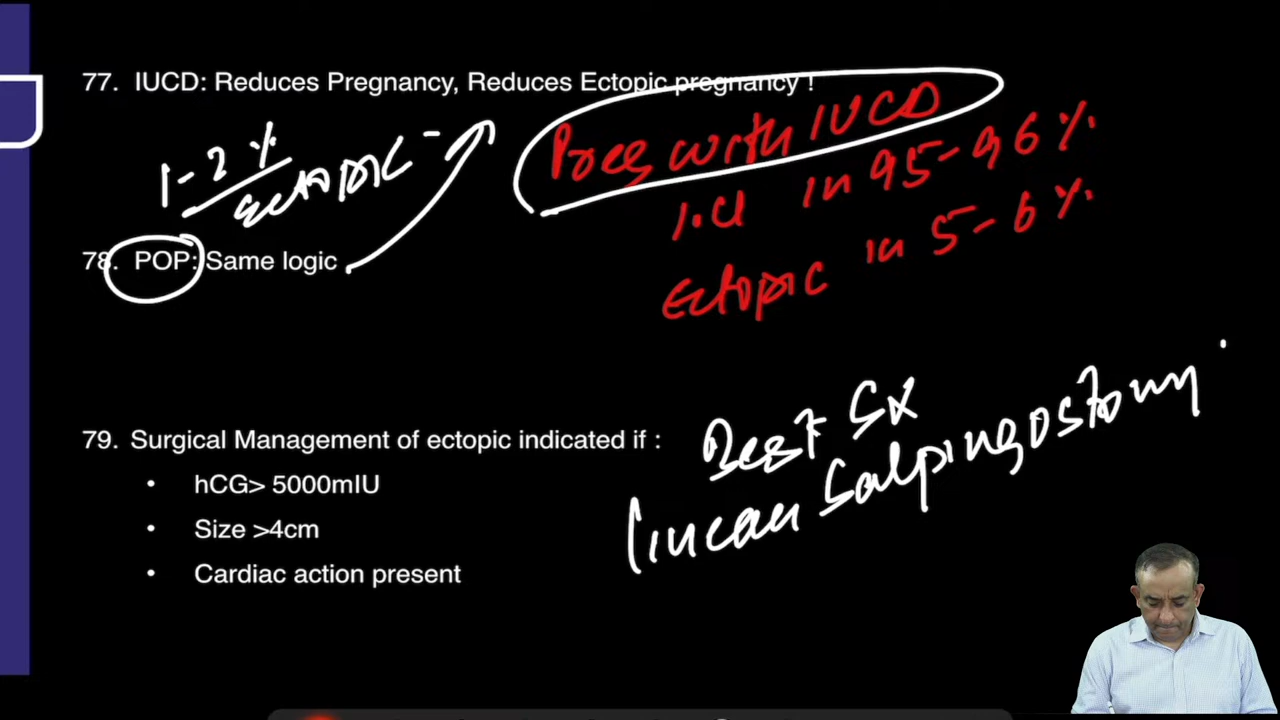 77. IUCD: Reduces Pregnancy, Reduces Ectopic pregnancy !
Preg with IUCD
1-2 %
Ectopic
I.U in 95-96 %
Ectopic in 5-6 %
78. POP: Same logic
79. Surgical Management of ectopic indicated if :
• hCG> 5000mIU
• Size >4cm
• Cardiac action present
Best Sx
linear Salpingostomy